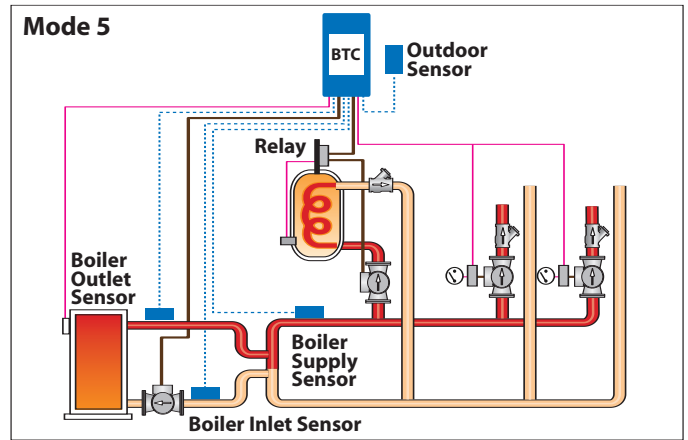 Mode 5
BTC
Outdoor
Sensor
Relay
Boiler
Outlet
Sensor
Boiler
Supply
Sensor
Boiler Inlet Sensor